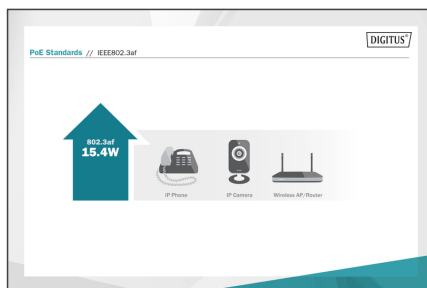 DIGITUS®
PoE Standards // IEEE802.3af
802.3af
15.4W
IP Phone
IP Camera
Wireless AP/Router